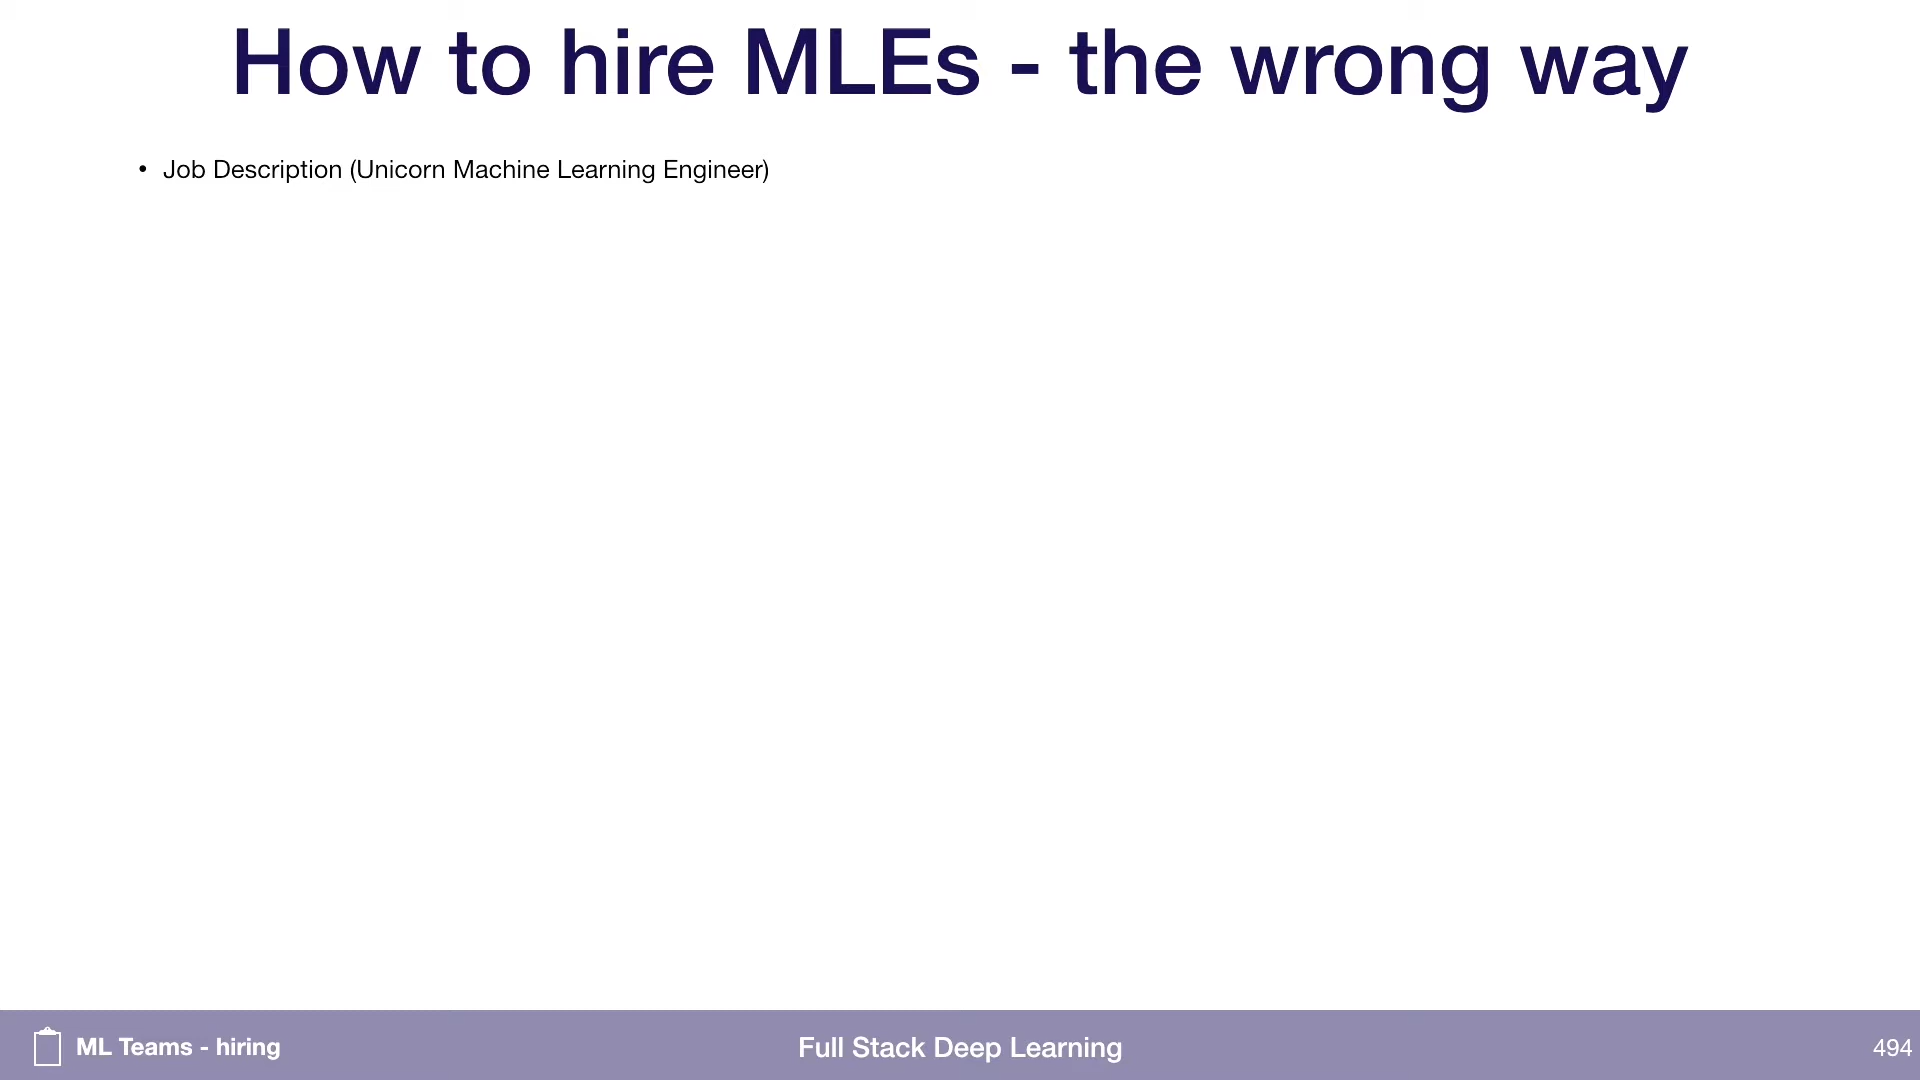 How to hire MLEs - the wrong way
• Job Description (Unicorn Machine Learning Engineer)
ML Teams - hiring
Full Stack Deep Learning
494